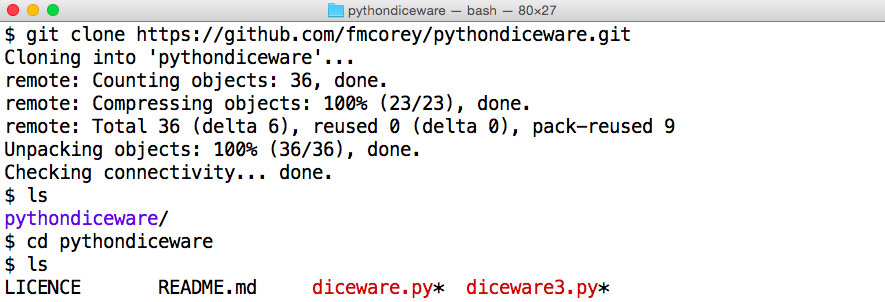 pythondiceware — bash — 80×27
$ git clone https://github.com/fmcorey/pythondiceware.git
Cloning into 'pythondiceware'...
remote: Counting objects: 36, done.
remote: Compressing objects: 100% (23/23), done.
remote: Total 36 (delta 6), reused 0 (delta 0), pack-reused 9
Unpacking objects: 100% (36/36), done.
Checking connectivity... done.
$ ls
pythondiceware/
$ cd pythondiceware
$ ls
LICENCE README.md diceware.py* diceware3.py*